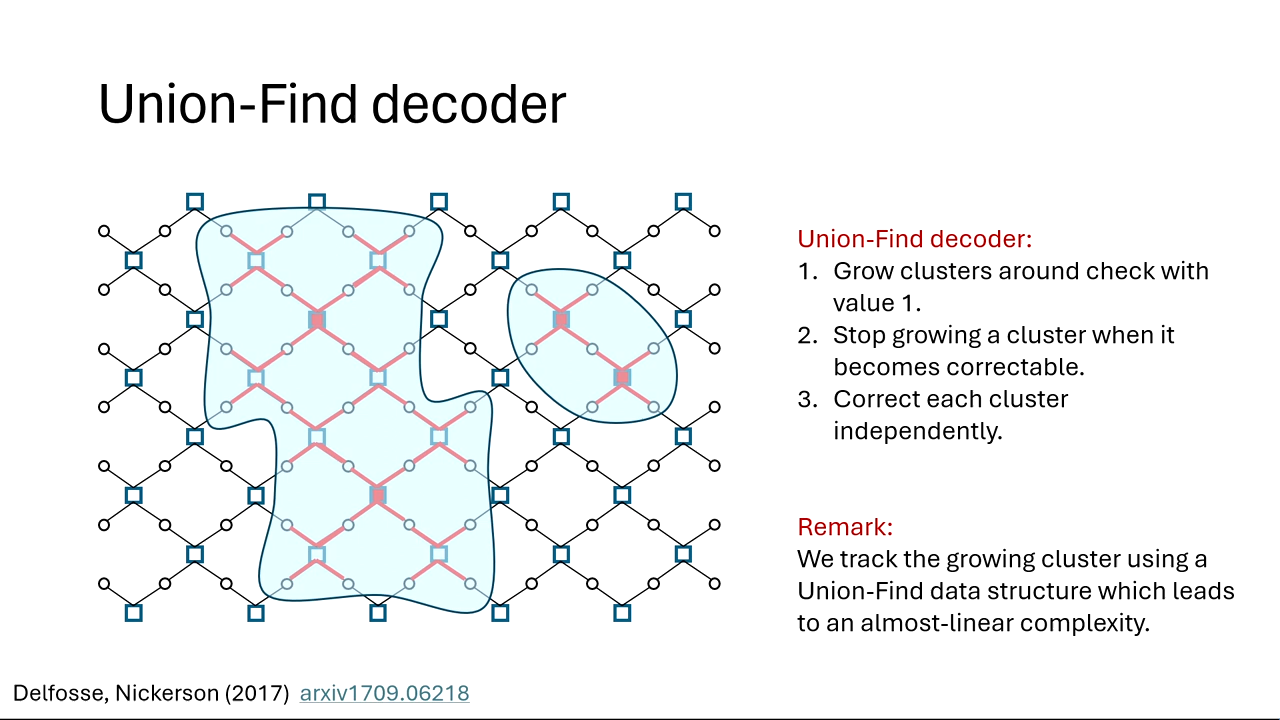 Union-Find decoder
Union-Find decoder:
1. Grow clusters around check with
value 1.
2. Stop growing a cluster when it
becomes correctable.
3. Correct each cluster
independently.
Remark:
We track the growing cluster using a
Union-Find data structure which leads
to an almost-linear complexity.
Delfosse, Nickerson (2017) arxiv1709.06218